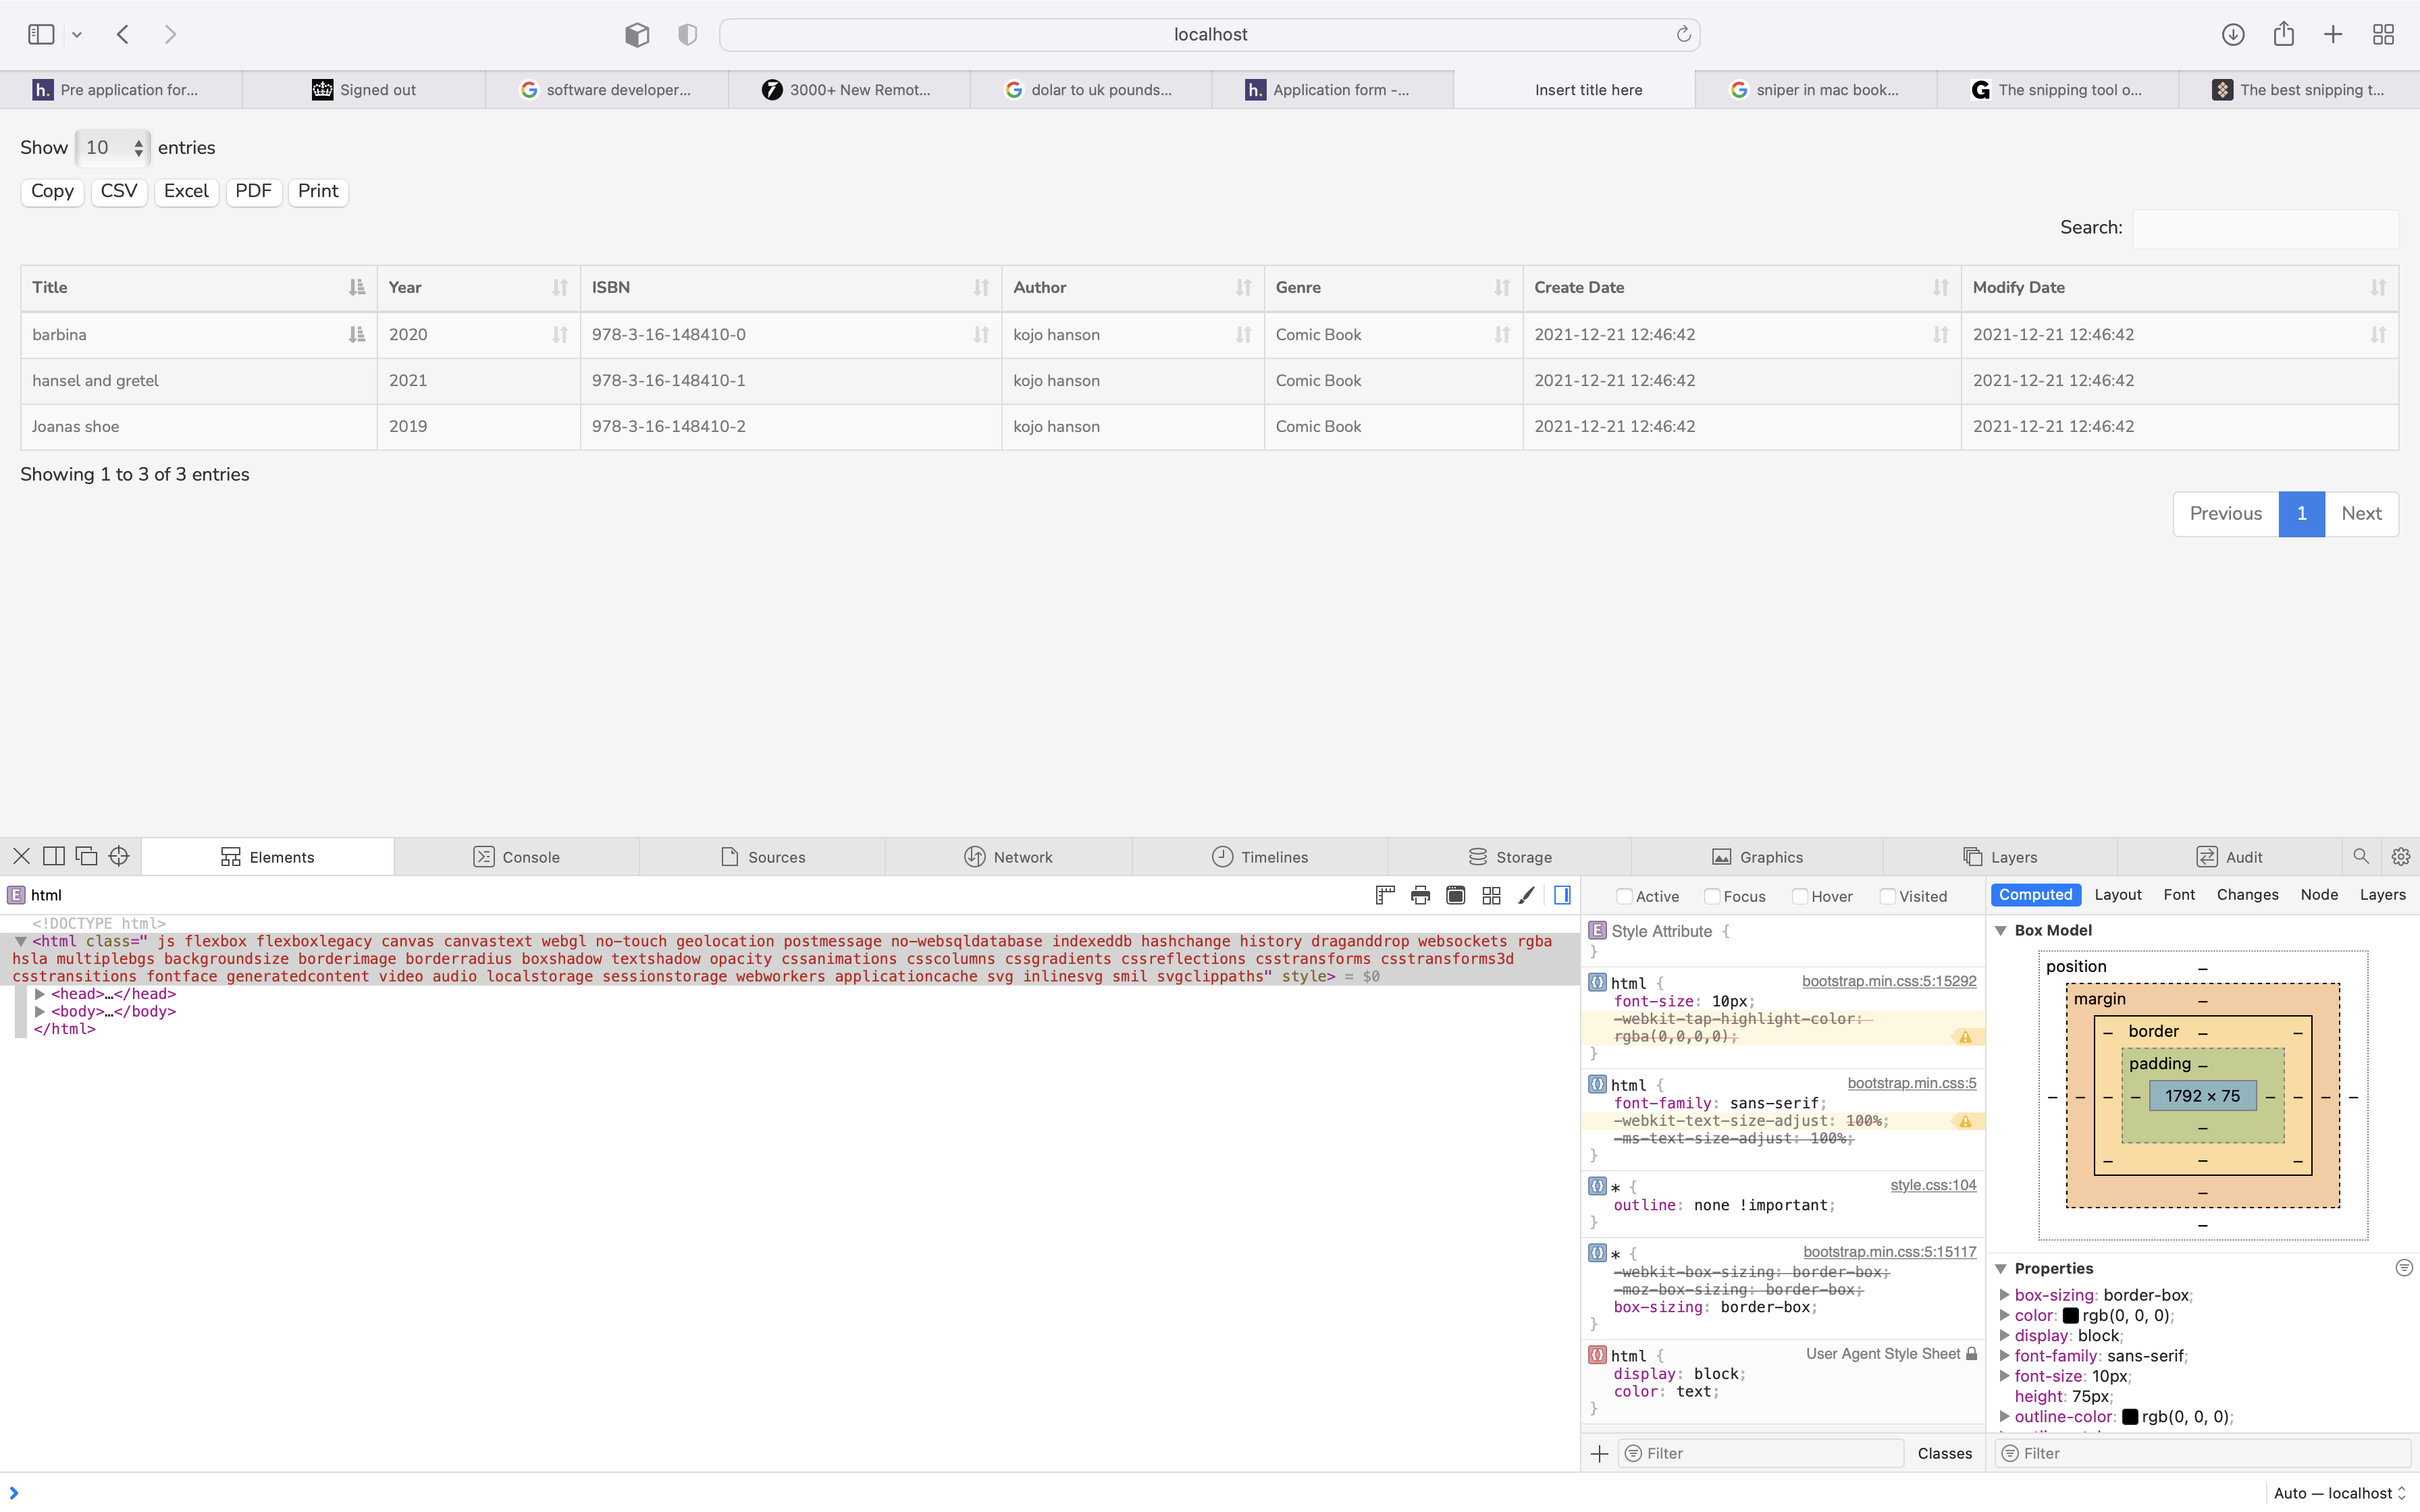 localhost
Pre application for...
Signed out
software developer...
3000+ New Remot...
dolar to uk pounds...
Application form -...
Insert title here
sniper in mac book...
The snipping tool o...
The best snipping t...
Show 10 entries
Copy CSV Excel PDF Print
Search:
Title Year ISBN Author Genre Create Date Modify Date
barbina 2020 978-3-16-148410-0 kojo hanson Comic Book 2021-12-21 12:46:42 2021-12-21 12:46:42
hansel and gretel 2021 978-3-16-148410-1 kojo hanson Comic Book 2021-12-21 12:46:42 2021-12-21 12:46:42
Joanas shoe 2019 978-3-16-148410-2 kojo hanson Comic Book 2021-12-21 12:46:42 2021-12-21 12:46:42
Showing 1 to 3 of 3 entries
Previous 1 Next
Elements Console Sources Network Timelines Storage Graphics Layers Audit
E html
<!DOCTYPE html>
<html class=" js flexbox flexboxlegacy canvas canvastext webgl no-touch geolocation postmessage no-websqldatabase indexeddb hashchange history draganddrop websockets rgba
hsla multiplebgs backgroundsize borderimage borderradius boxshadow textshadow opacity cssanimations csscolumns cssgradients cssreflections csstransforms csstransforms3d
csstransitions fontface generatedcontent video audio localstorage sessionstorage webworkers applicationcache svg inlinesvg smil svgclippaths" style> = $0
<head>…</head>
<body>…</body>
</html>
Active Focus Hover Visited
E Style Attribute {
}
html { bootstrap.min.css:5:15292
font-size: 10px;
-webkit-tap-highlight-color:
rgba(0,0,0,0);
}
html { bootstrap.min.css:5
font-family: sans-serif;
-webkit-text-size-adjust: 100%;
-ms-text-size-adjust: 100%;
}
* { style.css:104
outline: none !important;
}
* { bootstrap.min.css:5:15117
-webkit-box-sizing: border-box;
-moz-box-sizing: border-box;
box-sizing: border-box;
}
html { User Agent Style Sheet
display: block;
color: text;
}
Filter Classes
Computed Layout Font Changes Node Layers
Box Model
position –
margin –
– border – –
padding –
– – – – 1792 × 75 – – – –
–
– – –
–
–
Properties
box-sizing: border-box;
color: rgb(0, 0, 0);
display: block;
font-family: sans-serif;
font-size: 10px;
height: 75px;
outline-color: rgb(0, 0, 0);
Filter
Auto — localhost